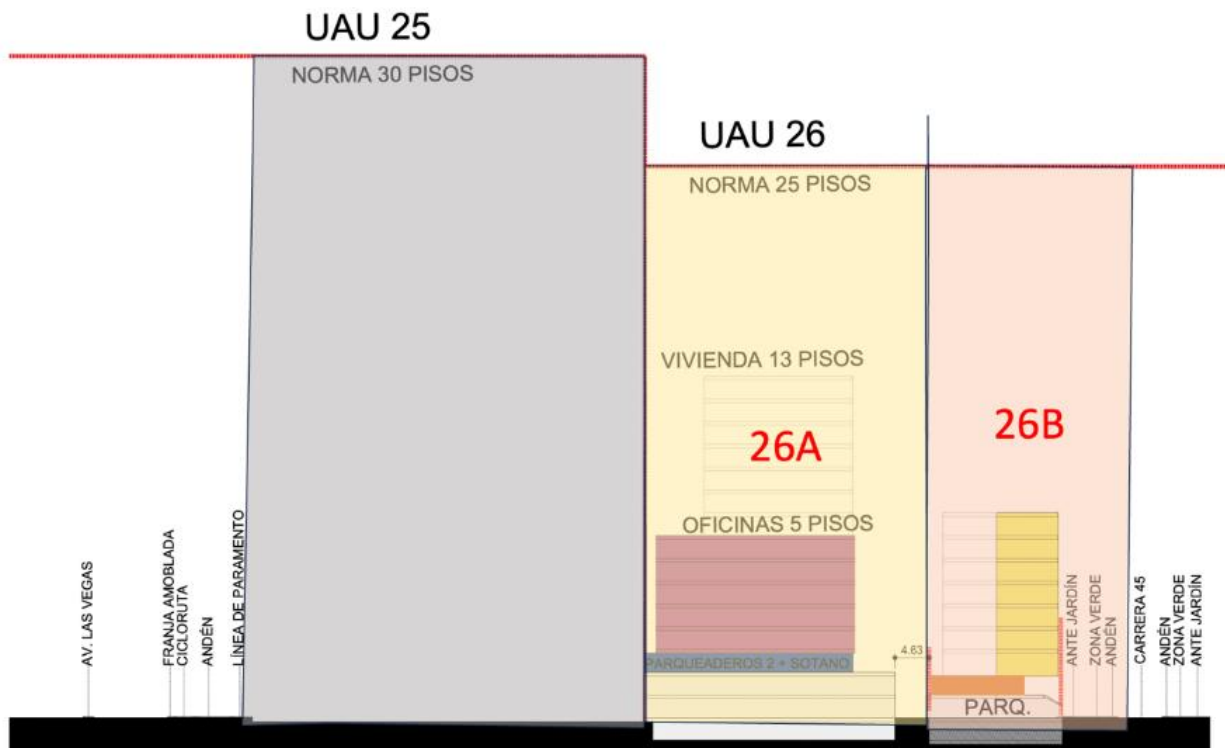 UAU 25
NORMA 30 PISOS
UAU 26
NORMA 25 PISOS
VIVIENDA 13 PISOS
26A
26B
OFICINAS 5 PISOS
PARQUEADEROS 2 + SOTANO
4.63
PARQ.
AV. LAS VEGAS
FRANJA AMOBLADA
CICLORUTA
ANDÉN
LÍNEA DE PARAMENTO
ANTE JARDÍN
ZONA VERDE
ANDÉN
CARRERA 45
ANDÉN
ZONA VERDE
ANTE JARDÍN